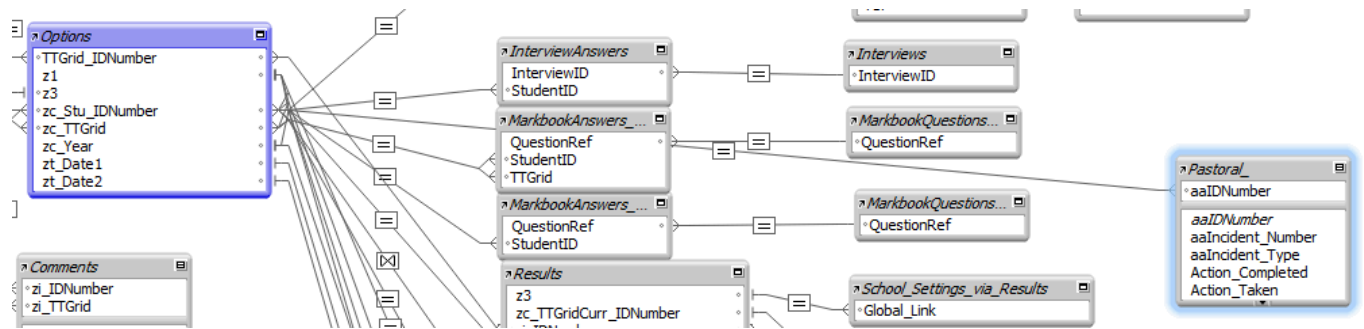 Options
TTGrid_IDNumber
z1
z3
zc_Stu_IDNumber
zc_TTGrid
zc_Year
zt_Date1
zt_Date2
Comments
zi_IDNumber
zi_TTGrid
InterviewAnswers
InterviewID
StudentID
MarkbookAnswers_...
QuestionRef
StudentID
TTGrid
MarkbookAnswers_...
QuestionRef
StudentID
Results
z3
zc_TTGridCurr_IDNumber
Interviews
InterviewID
MarkbookQuestions...
QuestionRef
MarkbookQuestions...
QuestionRef
School_Settings_via_Results
Global_Link
Pastoral_
aaIDNumber
aaIDNumber
aaIncident_Number
aaIncident_Type
Action_Completed
Action_Taken